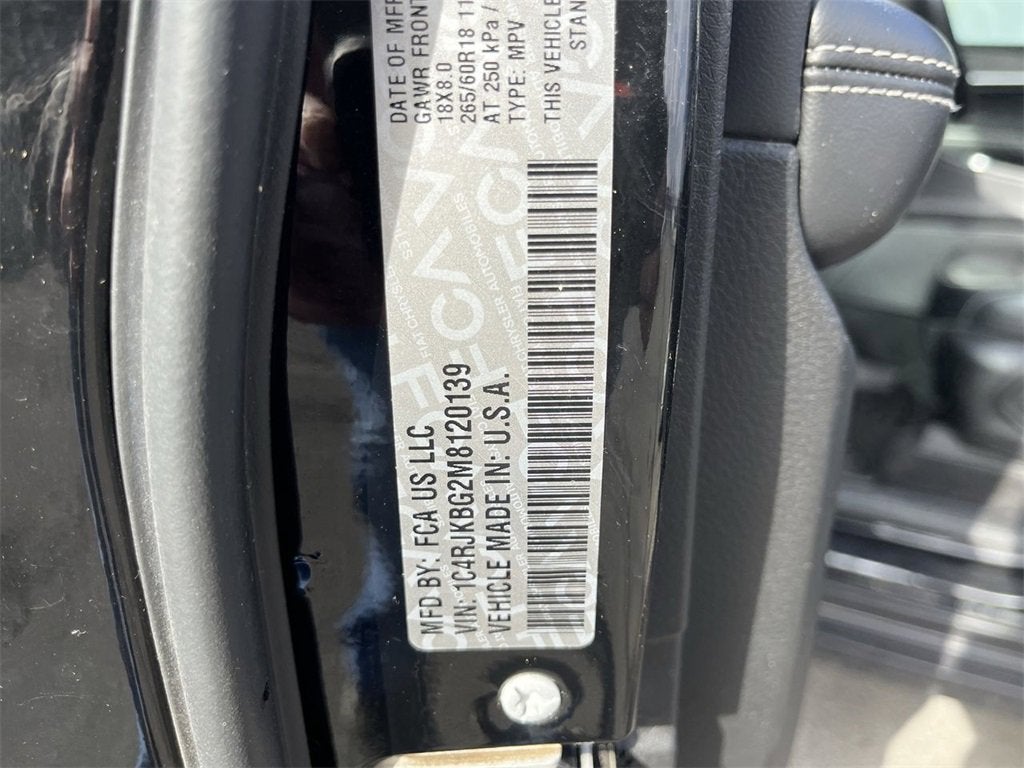 MFD BY: FCA US LLC
DATE OF MFR
GAWR FRONT
18X8.0
VIN: 1C4RJKBG2M8120139
265/60R18 11
AT 250 kPa /
VEHICLE MADE IN: U.S.A.
TYPE: MPV
THIS VEHICLE
STAN